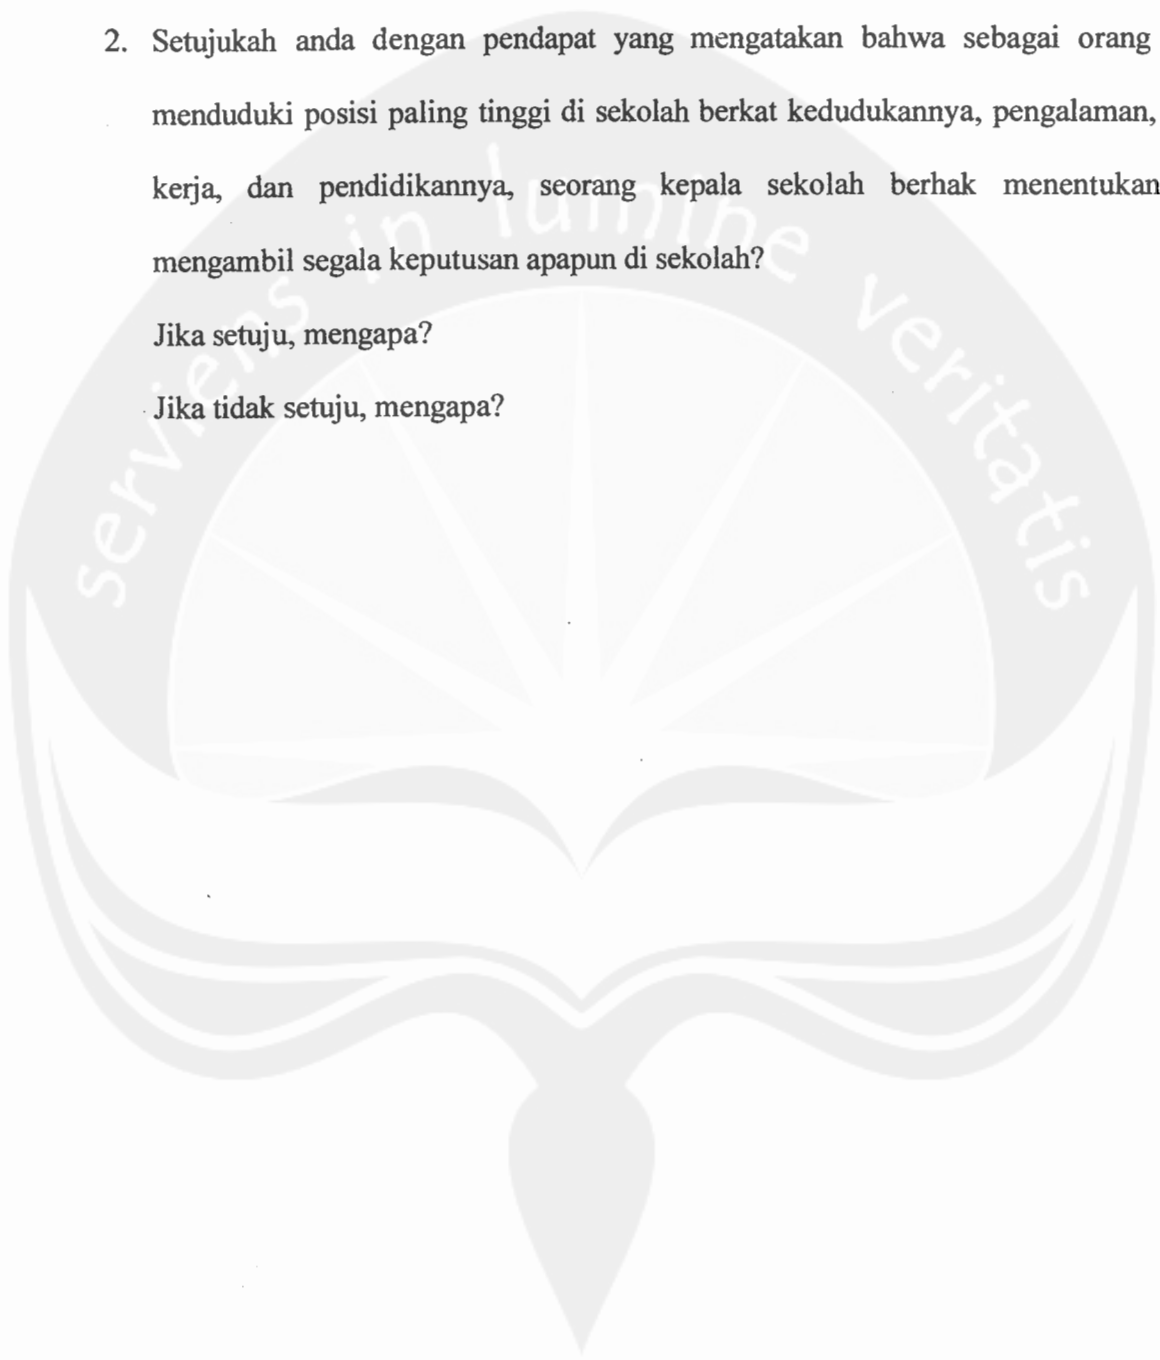 2. Setujukah anda dengan pendapat yang mengatakan bahwa sebagai orang
menduduki posisi paling tinggi di sekolah berkat kedudukannya, pengalaman,
kerja, dan pendidikannya, seorang kepala sekolah berhak menentukan
mengambil segala keputusan apapun di sekolah?
Jika setuju, mengapa?
Jika tidak setuju, mengapa?
serviens in lumine veritatis